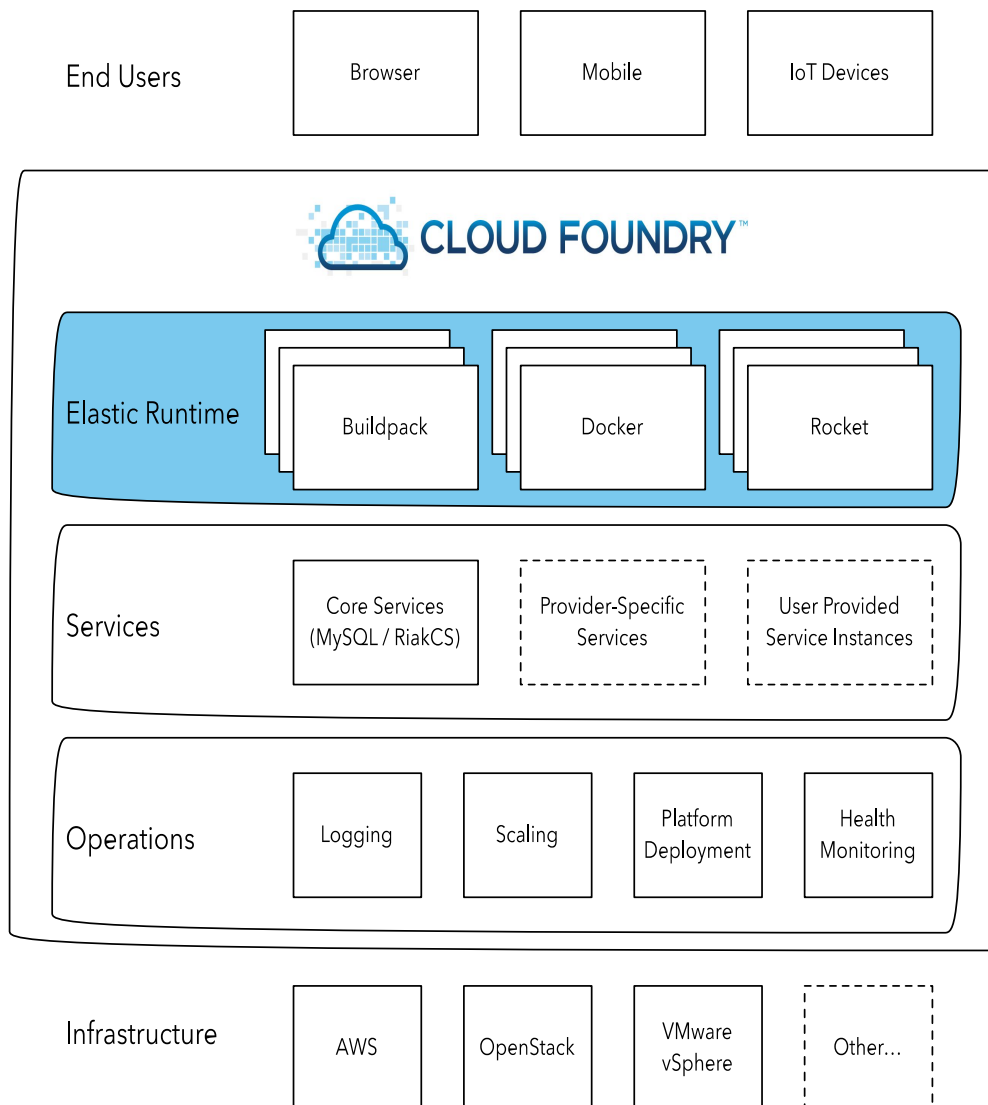 End Users
Browser
Mobile
IoT Devices
CLOUD FOUNDRY™
Elastic Runtime
Buildpack
Docker
Rocket
Services
Core Services
(MySQL / RiakCS)
Provider-Specific
Services
User Provided
Service Instances
Operations
Logging
Scaling
Platform
Deployment
Health
Monitoring
Infrastructure
AWS
OpenStack
VMware
vSphere
Other...